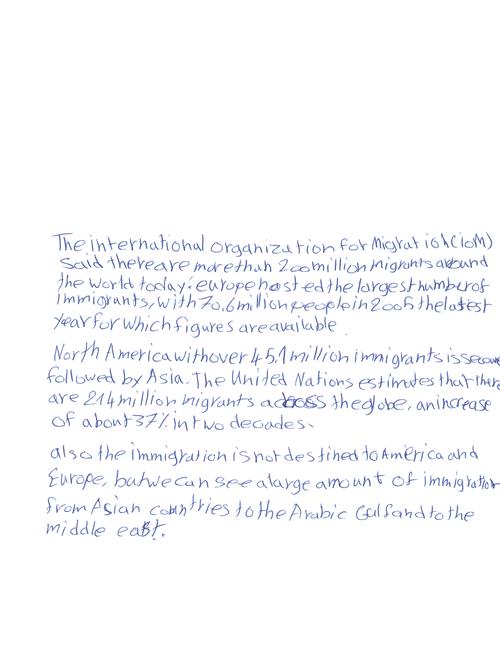 The international organization for Migration (IoM)
said there are more than 200 million migrants around
the world today. europe hosted the largest number of
immigrants, with 70.6 million people in 2005 the latest
year for which figures are available.
North America with over 45.1 million immigrants is
followed by Asia. The United Nations estimates that there
are 214 million migrants across the globe, an increase
of about 37% in two decades.
also the immigration is not destined to America and
Europe, but we can see a large amount of immigration
from Asian countries to the Arabic Gulf and to the
middle east.